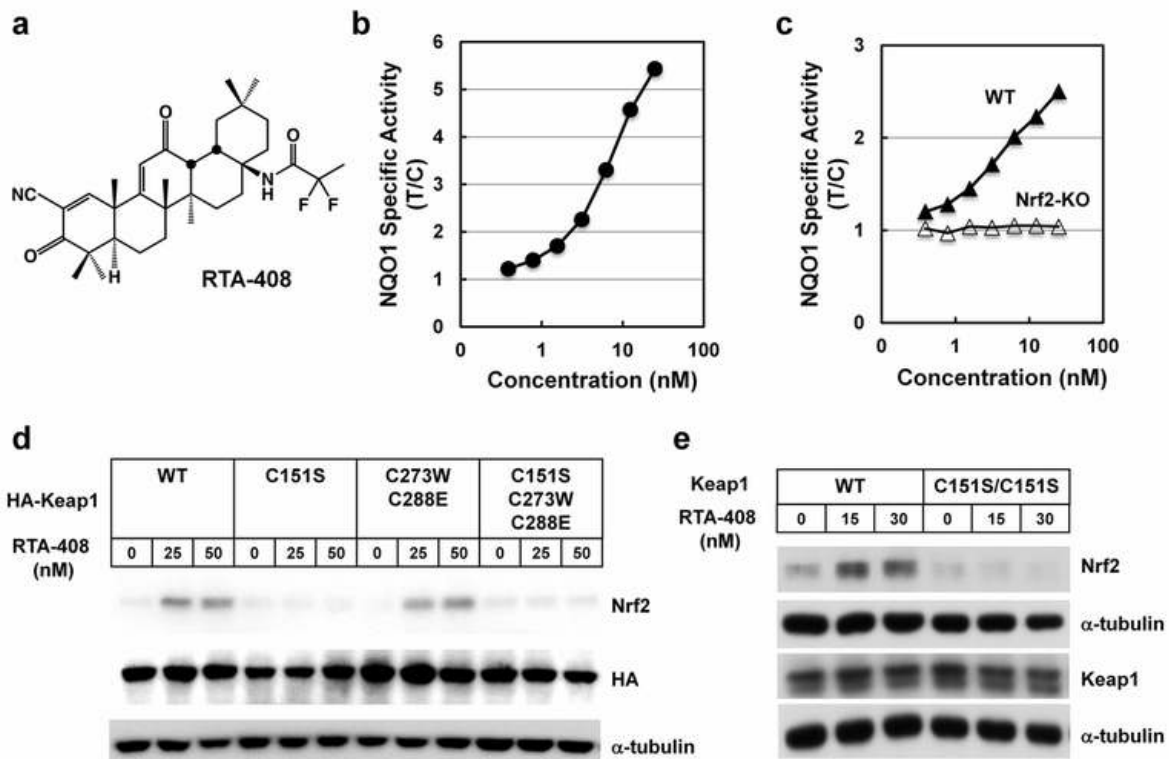 a
O
O
NC
N
H
O
F
F
H
RTA-408
b
NQO1 Specific Activity
(T/C)
6
5
4
3
2
1
0
0
1
10
100
Concentration (nM)
c
NQO1 Specific Activity
(T/C)
3
2
1
0
WT
Nrf2-KO
0
1
10
100
Concentration (nM)
d
HA-Keap1
WT
C151S
C273W
C288E
C151S
C273W
C288E
RTA-408
(nM)
0 25 50 0 25 50 0 25 50 0 25 50
Nrf2
HA
α-tubulin
e
Keap1
WT
C151S/C151S
RTA-408
(nM)
0 15 30 0 15 30
Nrf2
α-tubulin
Keap1
α-tubulin